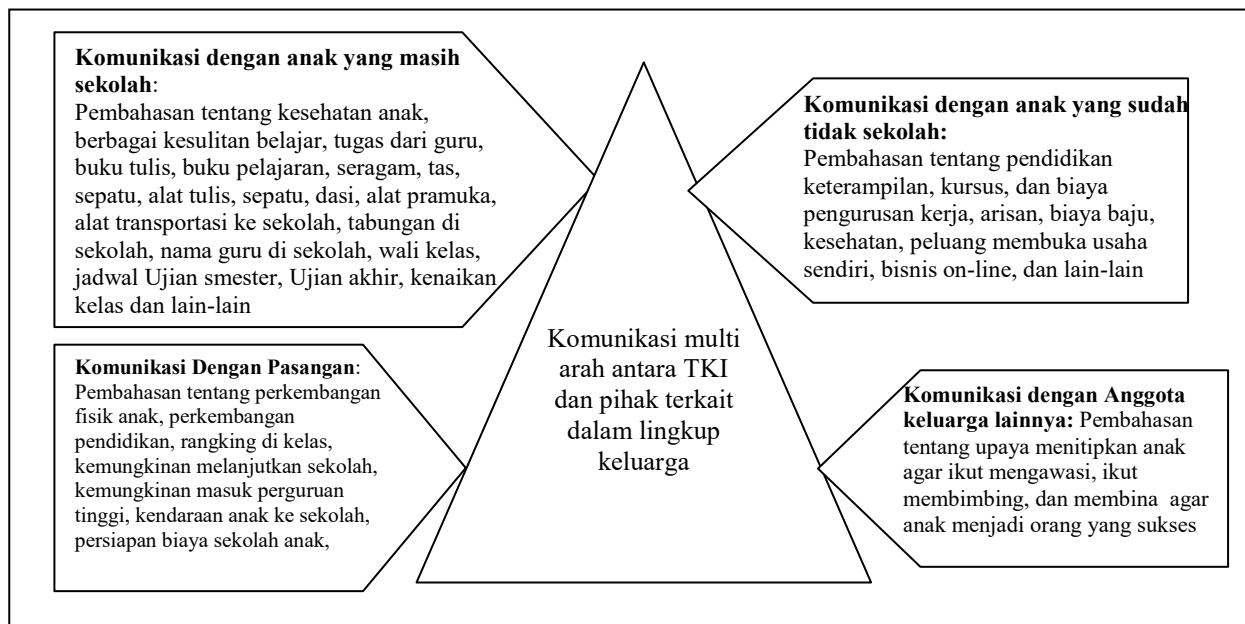 Komunikasi dengan anak yang masih
sekolah:
Pembahasan tentang kesehatan anak,
berbagai kesulitan belajar, tugas dari guru,
buku tulis, buku pelajaran, seragam, tas,
sepatu, alat tulis, sepatu, dasi, alat pramuka,
alat transportasi ke sekolah, tabungan di
sekolah, nama guru di sekolah, wali kelas,
jadwal Ujian smester, Ujian akhir, kenaikan
kelas dan lain-lain
Komunikasi dengan anak yang sudah
tidak sekolah:
Pembahasan tentang pendidikan
keterampilan, kursus, dan biaya
pengurusan kerja, arisan, biaya baju,
kesehatan, peluang membuka usaha
sendiri, bisnis on-line, dan lain-lain
Komunikasi multi
arah antara TKI
dan pihak terkait
dalam lingkup
keluarga
Komunikasi Dengan Pasangan:
Pembahasan tentang perkembangan
fisik anak, perkembangan
pendidikan, rangking di kelas,
kemungkinan melanjutkan sekolah,
kemungkinan masuk perguruan
tinggi, kendaraan anak ke sekolah,
persiapan biaya sekolah anak,
Komunikasi dengan Anggota
keluarga lainnya: Pembahasan
tentang upaya menitipkan anak
agar ikut mengawasi, ikut
membimbing, dan membina agar
anak menjadi orang yang sukses